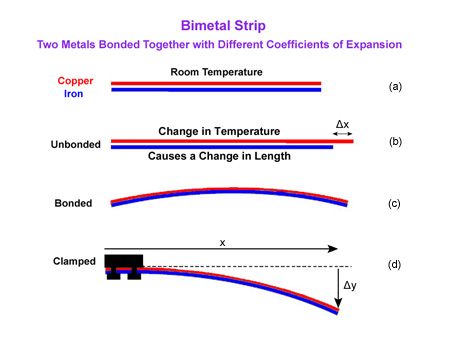 Bimetal Strip
Two Metals Bonded Together with Different Coefficients of Expansion
Room Temperature
Copper
Iron
(a)
Δx
Change in Temperature
Unbonded
(b)
Causes a Change in Length
Bonded
(c)
x
Clamped
(d)
Δy